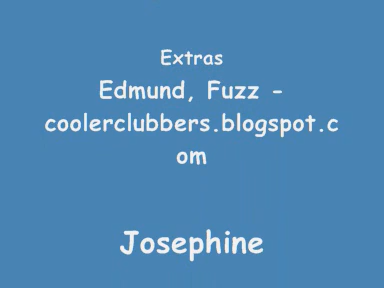 Extras
Edmund, Fuzz -
coolerclubbers.blogspot.c
om
Josephine